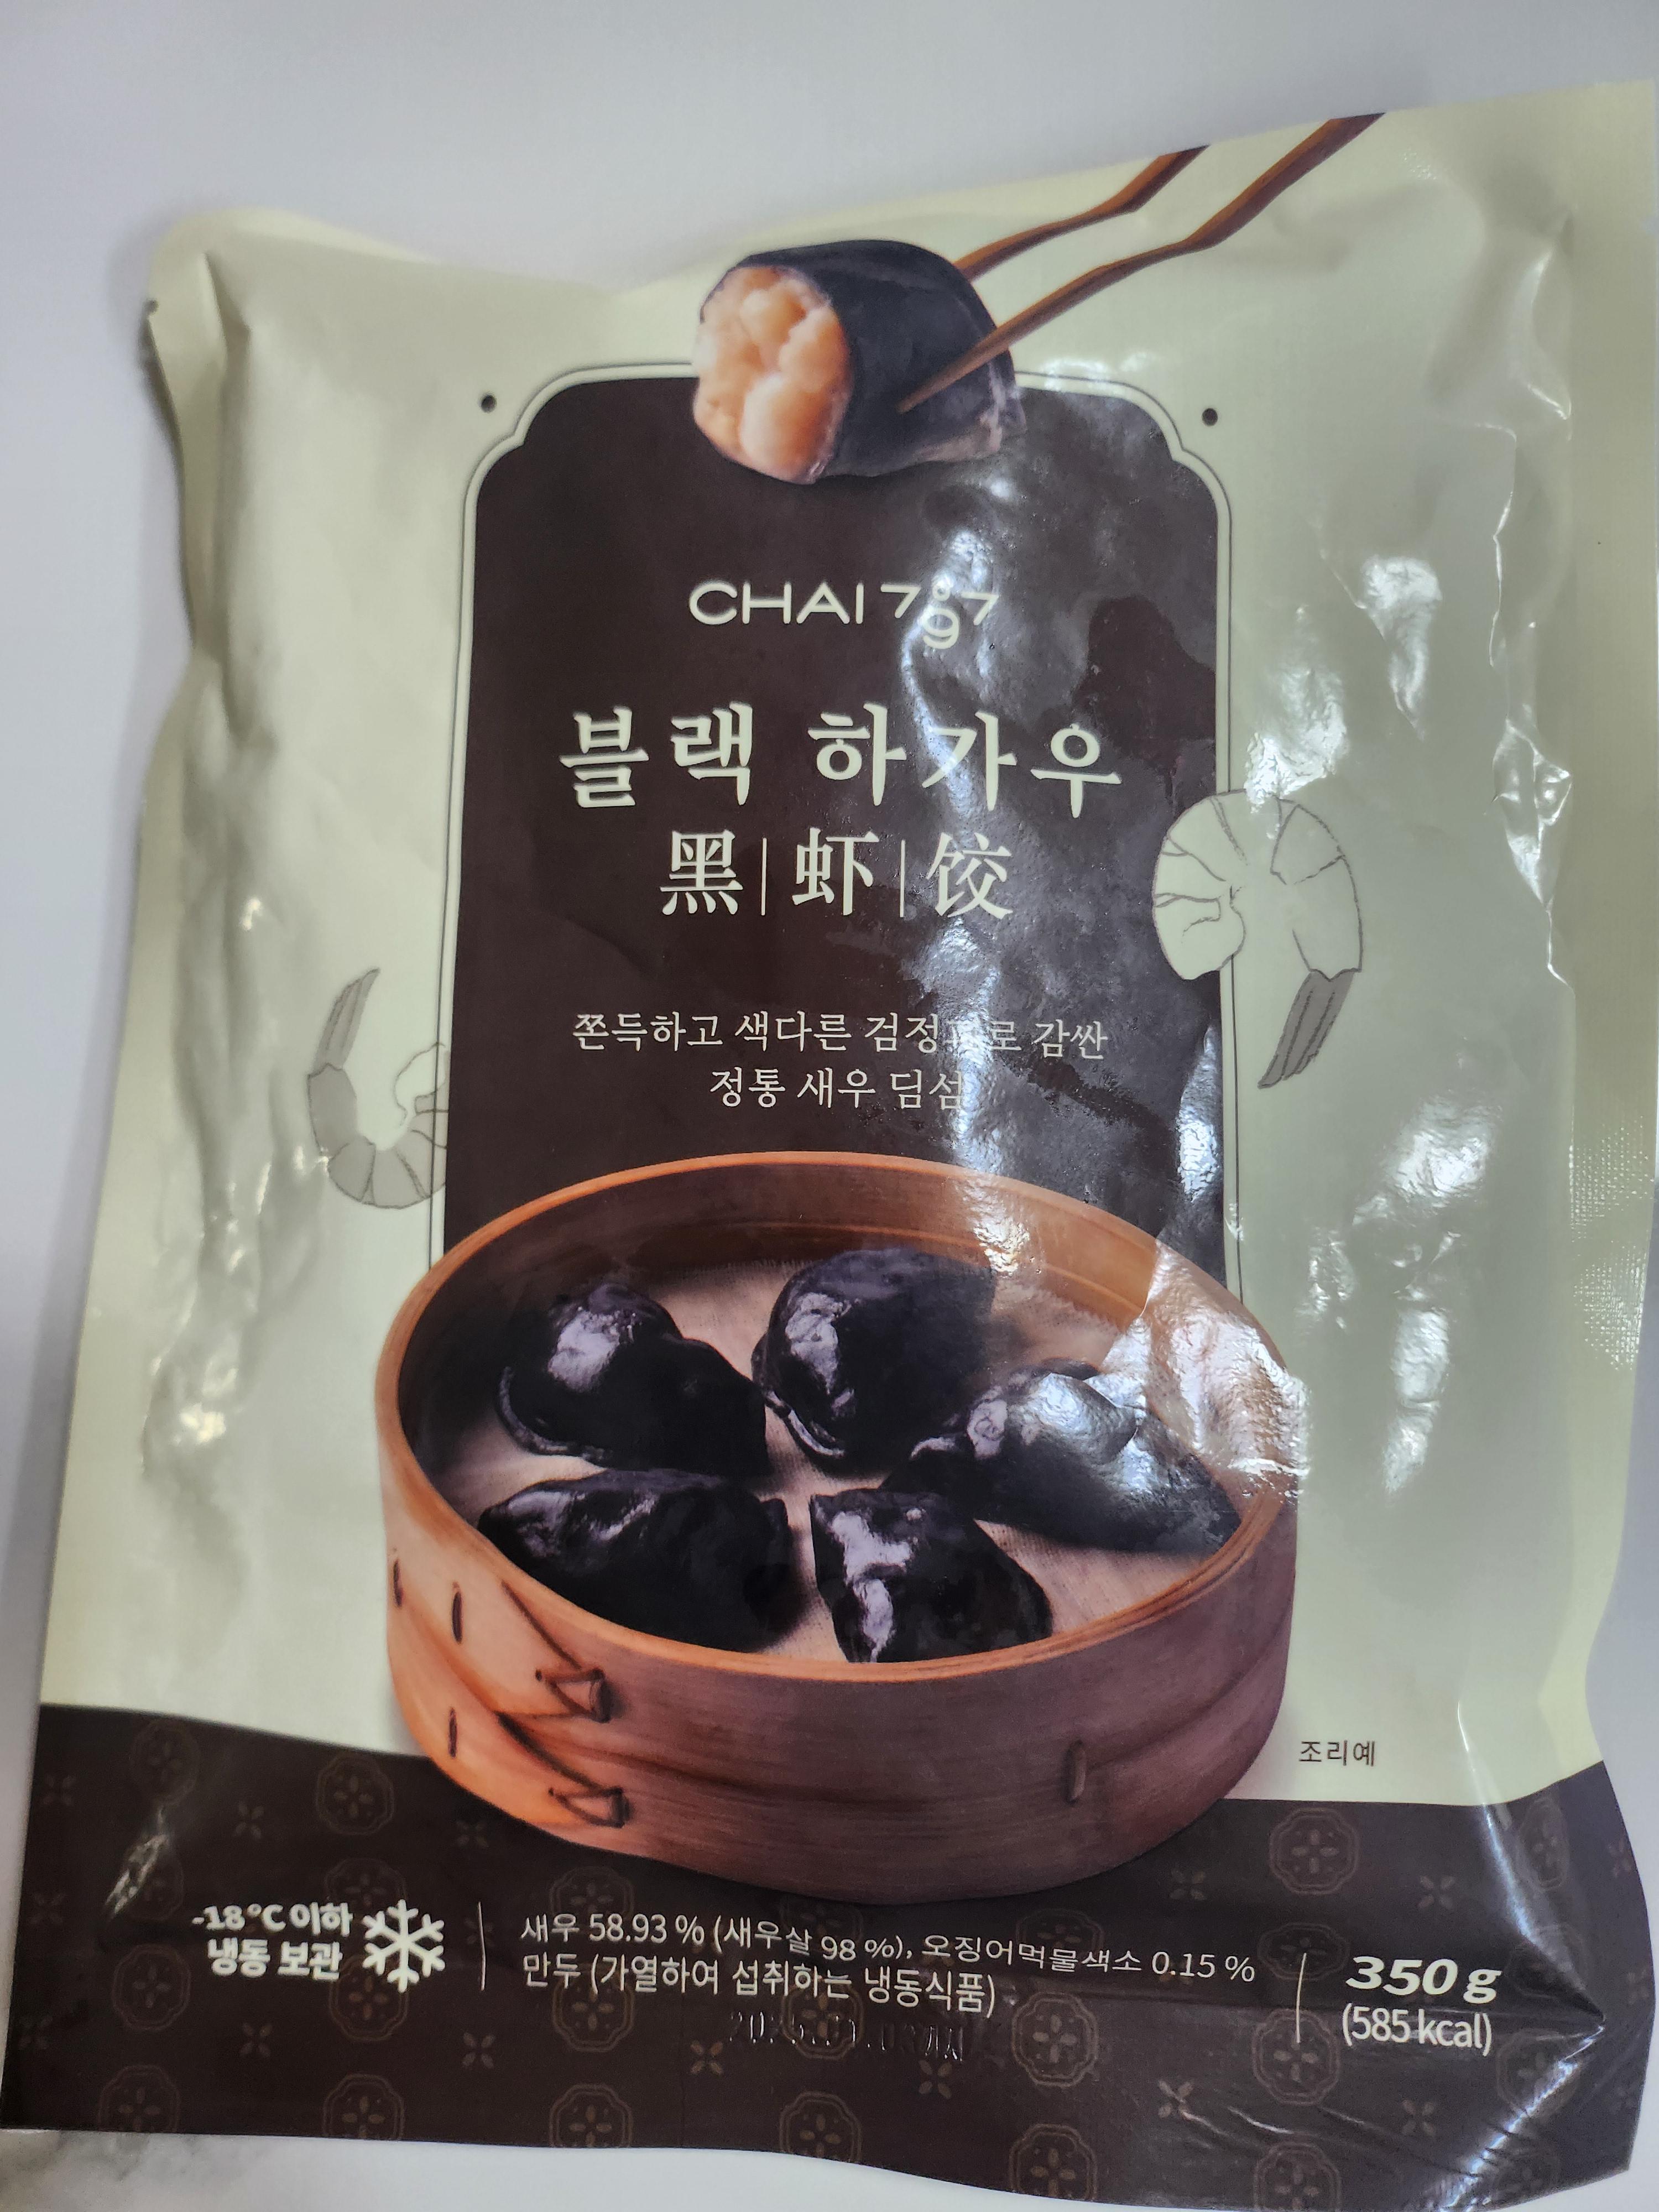 CHAI 797
블랙 하가우
黑|虾|饺
쫀득하고 색다른 검정 감싼
정통 새우 딤섬
조리예
-18°C 이하
냉동 보관
새우 58.93 % (새우살 98 %), 오징어먹물색소 0.15 %
만두 (가열하여 섭취하는 냉동식품)
350 g
(585 kcal)